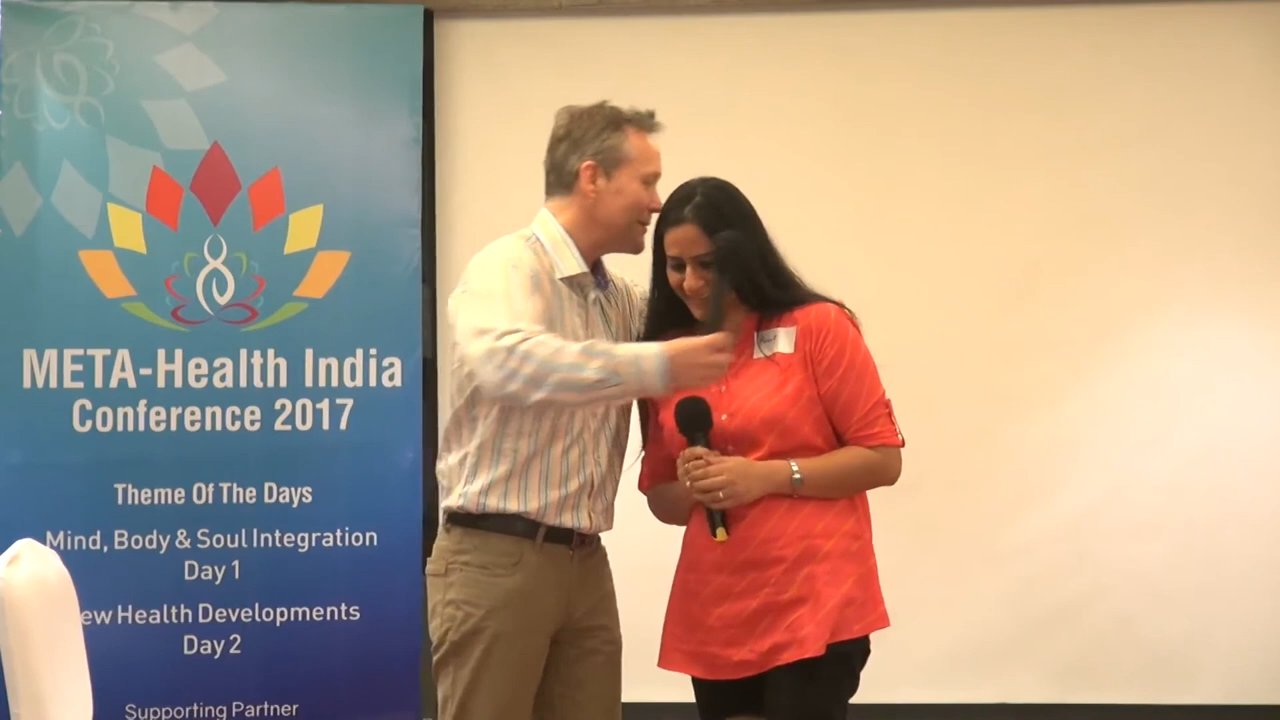 META-Health India
Conference 2017
Theme Of The Days
Mind, Body & Soul Integration
Day 1
ew Health Developments
Day 2
Supporting Partner